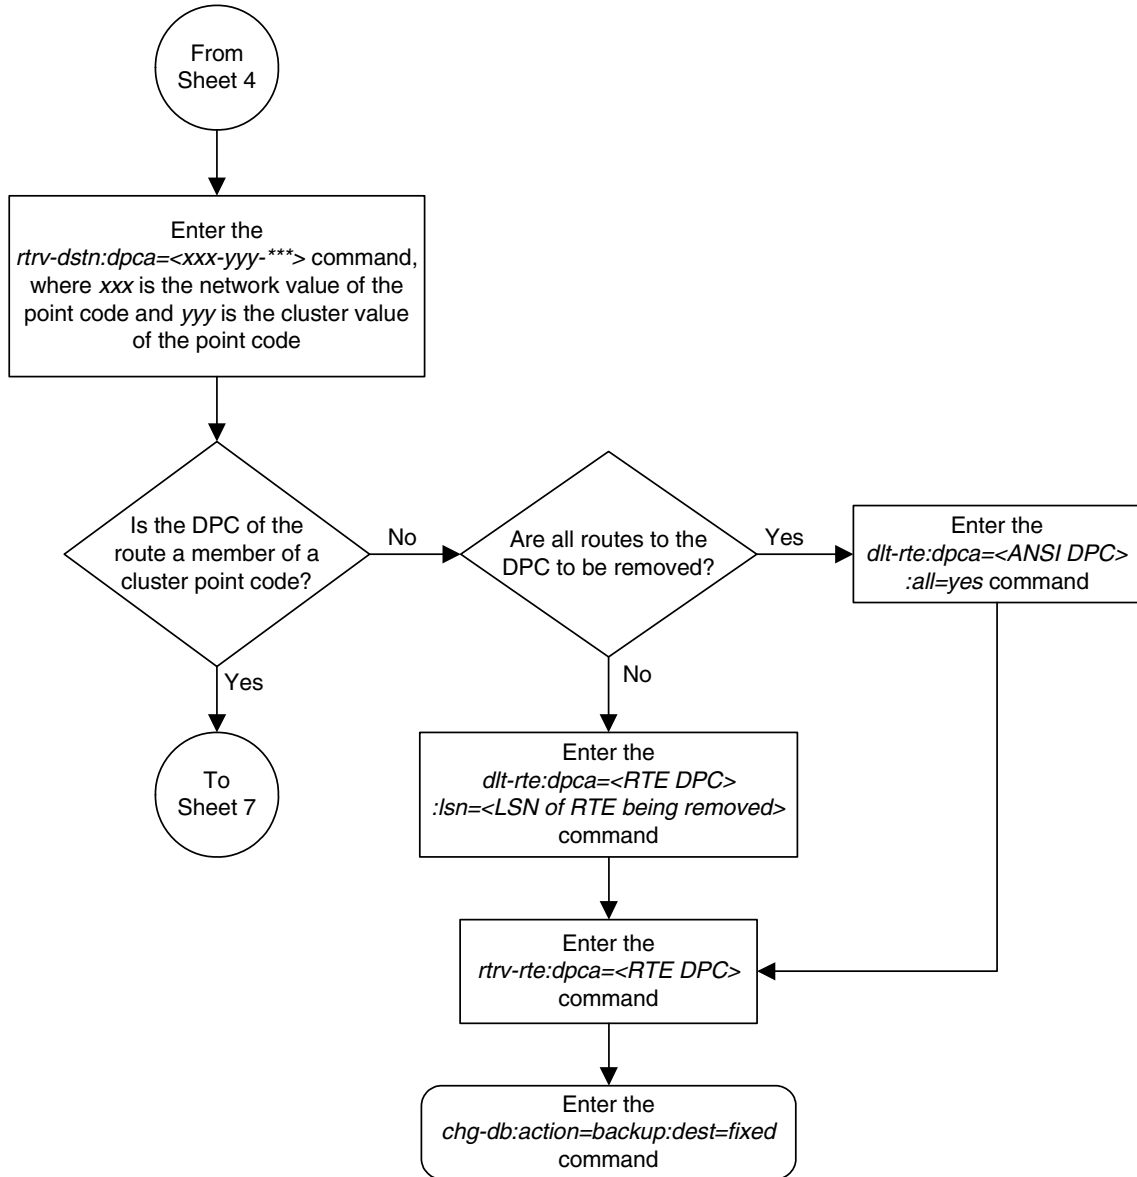 From
Sheet 4
Enter the
rtrv-dstn:dpca=<xxx-yyy-***> command,
where xxx is the network value of the
point code and yyy is the cluster value
of the point code
Is the DPC of the
route a member of a
cluster point code?
No
Yes
To
Sheet 7
Are all routes to the
DPC to be removed?
Yes
No
Enter the
dlt-rte:dpca=<ANSI DPC>
:all=yes command
Enter the
dlt-rte:dpca=<RTE DPC>
:lsn=<LSN of RTE being removed>
command
Enter the
rtrv-rte:dpca=<RTE DPC>
command
Enter the
chg-db:action=backup:dest=fixed
command